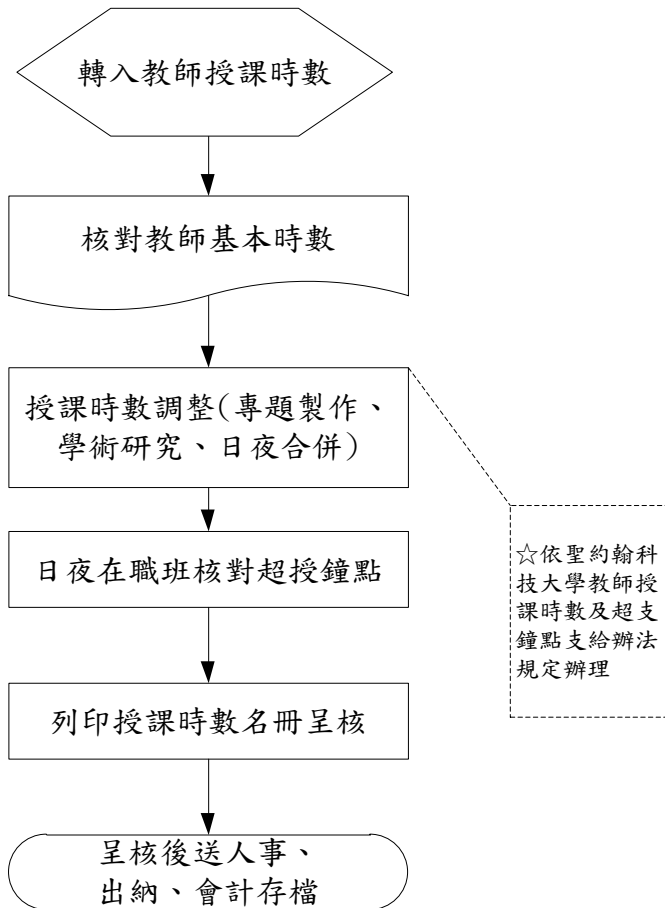 轉入教師授課時數
核對教師基本時數
授課時數調整(專題製作、
學術研究、日夜合併)
☆依聖約翰科
技大學教師授
課時數及超支
鐘點支給辦法
規定辦理
日夜在職班核對超授鐘點
列印授課時數名冊呈核
呈核後送人事、
出納、會計存檔